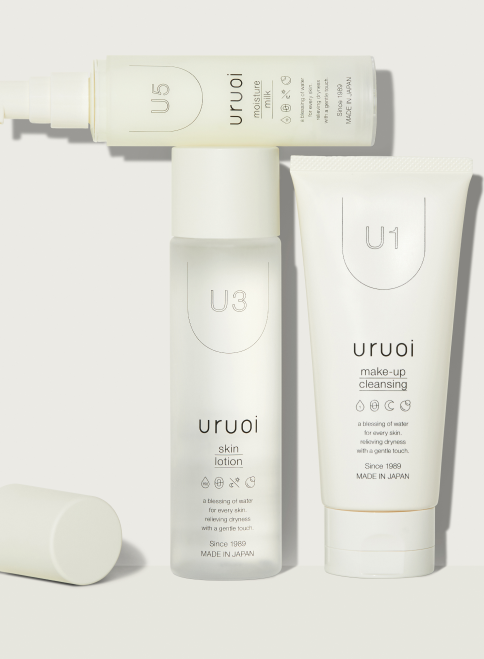 U5
uruoi
moisture
milk
a blessing of water
for every skin.
relieving dryness
with a gentle touch.
Since 1989
MADE IN JAPAN
U3
uruoi
skin
lotion
a blessing of water
for every skin.
relieving dryness
with a gentle touch.
Since 1989
MADE IN JAPAN
U1
uruoi
make-up
cleansing
a blessing of water
for every skin.
relieving dryness
with a gentle touch.
Since 1989
MADE IN JAPAN